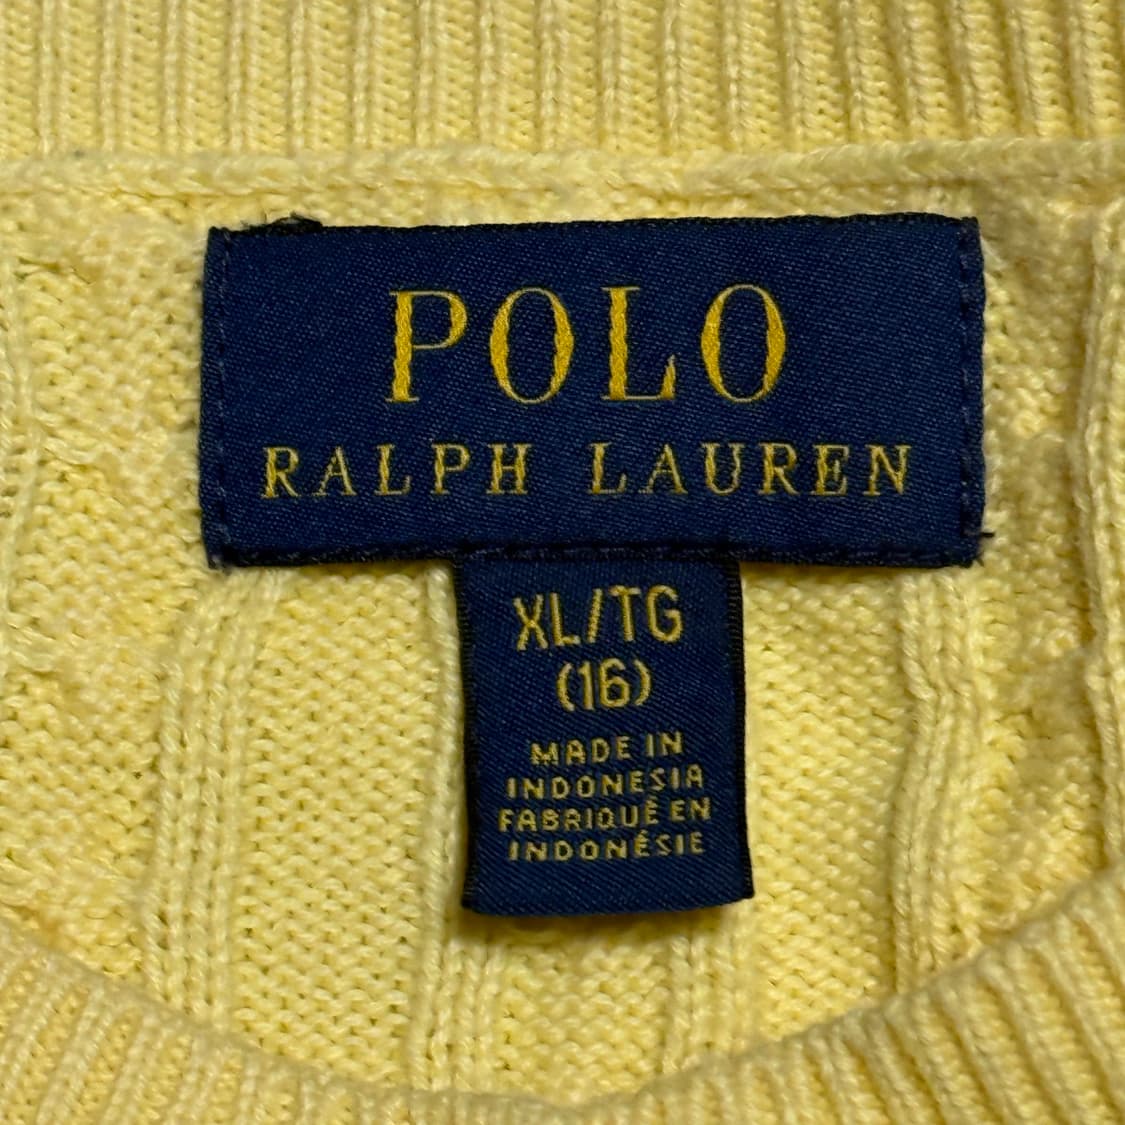 POLO
RALPH LAUREN
XL/TG
(16)
MADE IN
INDONESIA
FABRIQUÉ EN
INDONÉSIE